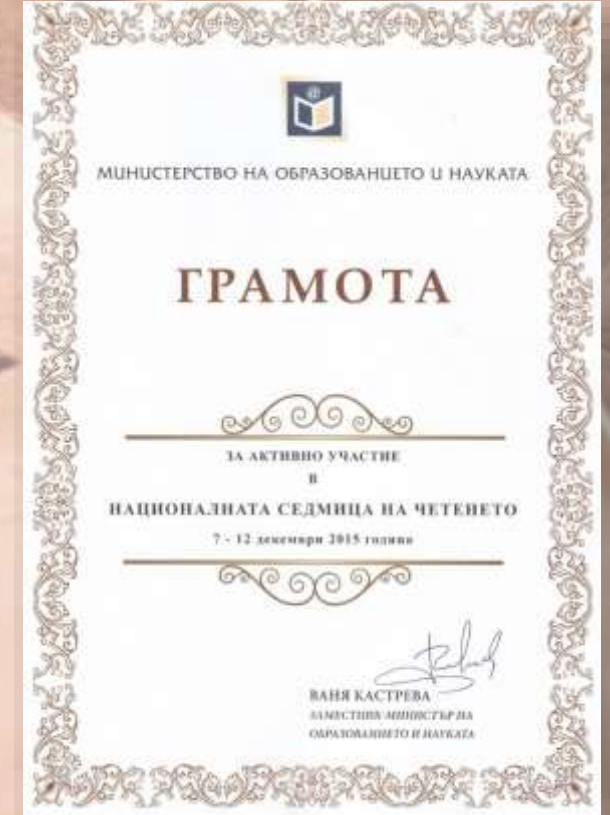 @
МИНИСТЕРСТВО НА ОБРАЗОВАНИЕТО И НАУКАТА
ГРАМОТА
ЗА АКТИВНО УЧАСТИЕ
В
НАЦИОНАЛНАТА СЕДМИЦА НА ЧЕТЕНЕТО
7 - 12 декември 2015 година
ВАНЯ КАСТРЕВА
ЗАМЕСТНИК-МИНИСТЪР НА
ОБРАЗОВАНИЕТО И НАУКАТА